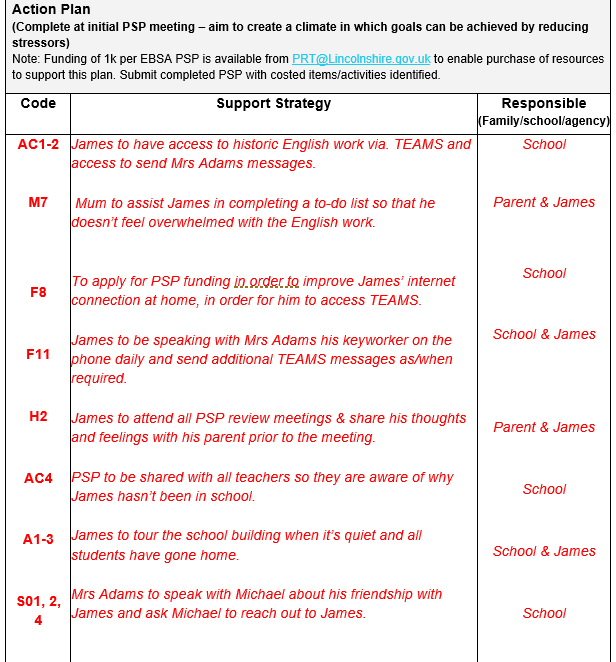 Action Plan
(Complete at initial PSP meeting – aim to create a climate in which goals can be achieved by reducing
stressors)
Note: Funding of 1k per EBSA PSP is available from PRT@Lincolnshire.gov.uk to enable purchase of resources
to support this plan. Submit completed PSP with costed items/activities identified.
Code Support Strategy Responsible
(Family/school/agency)
AC1-2 James to have access to historic English work via. TEAMS and School
access to send Mrs Adams messages.
M7 Mum to assist James in completing a to-do list so that he Parent & James
doesn't feel overwhelmed with the English work.
F8 To apply for PSP funding in order to improve James' internet School
connection at home, in order for him to access TEAMS.
F11 James to be speaking with Mrs Adams his keyworker on the School & James
phone daily and send additional TEAMS messages as/when
required.
H2 James to attend all PSP review meetings & share his thoughts Parent & James
and feelings with his parent prior to the meeting.
AC4 PSP to be shared with all teachers so they are aware of why School
James hasn't been in school.
A1-3 James to tour the school building when it's quiet and all School & James
students have gone home.
S01, 2, Mrs Adams to speak with Michael about his friendship with School
4 James and ask Michael to reach out to James.